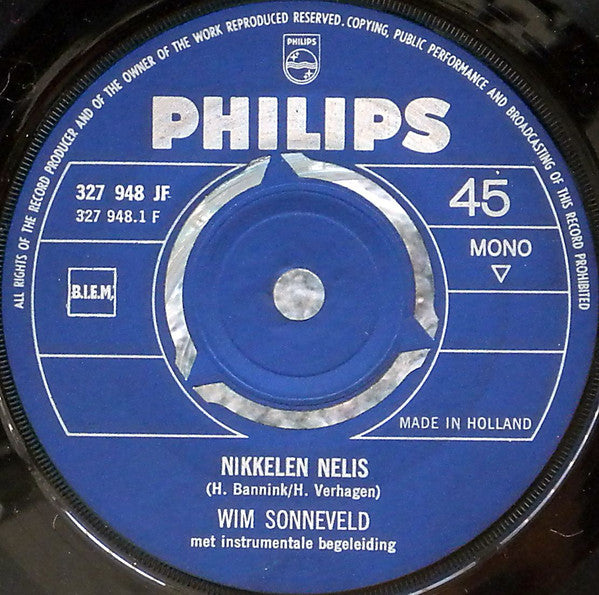 ALL RIGHTS OF THE RECORD PRODUCER AND OF THE OWNER OF THE WORK REPRODUCED RESERVED. COPYING, PUBLIC PERFORMANCE AND BROADCASTING OF THIS RECORD PROHIBITED
PHILIPS
PHILIPS
327 948 JF
327 948.1 F
45
MONO
B.I.E.M.
MADE IN HOLLAND
NIKKELEN NELIS
(H. Bannink/H. Verhagen)
WIM SONNEVELD
met instrumentale begeleiding